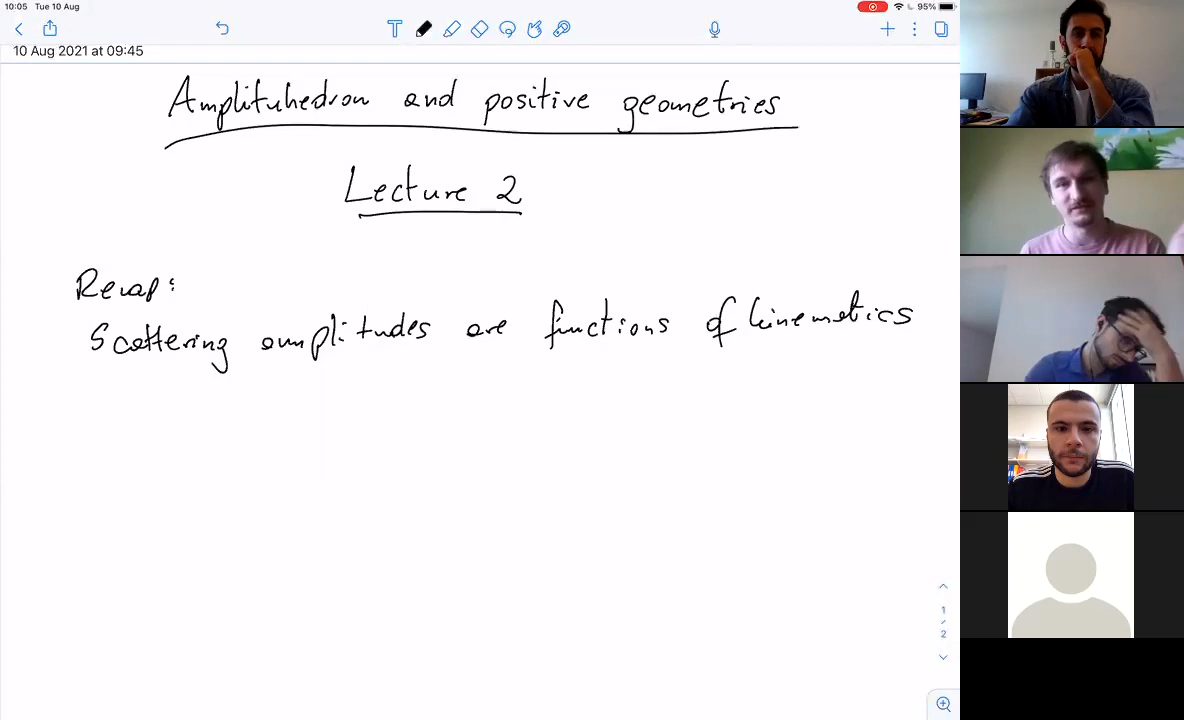 10:05 Tue 10 Aug
95%
10 Aug 2021 at 09:45
Amplituhedron and positive geometries
Lecture 2
Recap:
Scattering amplitudes are functions of kinematics
1
/
2